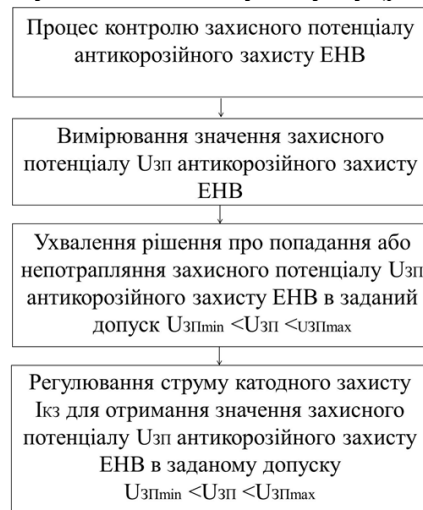 Процес контролю захисного потенціалу
антикорозійного захисту ЕНВ
Вимірювання значення захисного
потенціалу Uзп антикорозійного захисту
ЕНВ
Ухвалення рішення про попадання або
непотрапляння захисного потенціалу Uзп
антикорозійного захисту ЕНВ в заданий
допуск UЗПmin <UЗП <UЗПmax
Регулювання струму катодного захисту
Iкз для отримання значення захисного
потенціалу Uзп антикорозійного захисту
ЕНВ в заданому допуску
UЗПmin <UЗП <UЗПmax